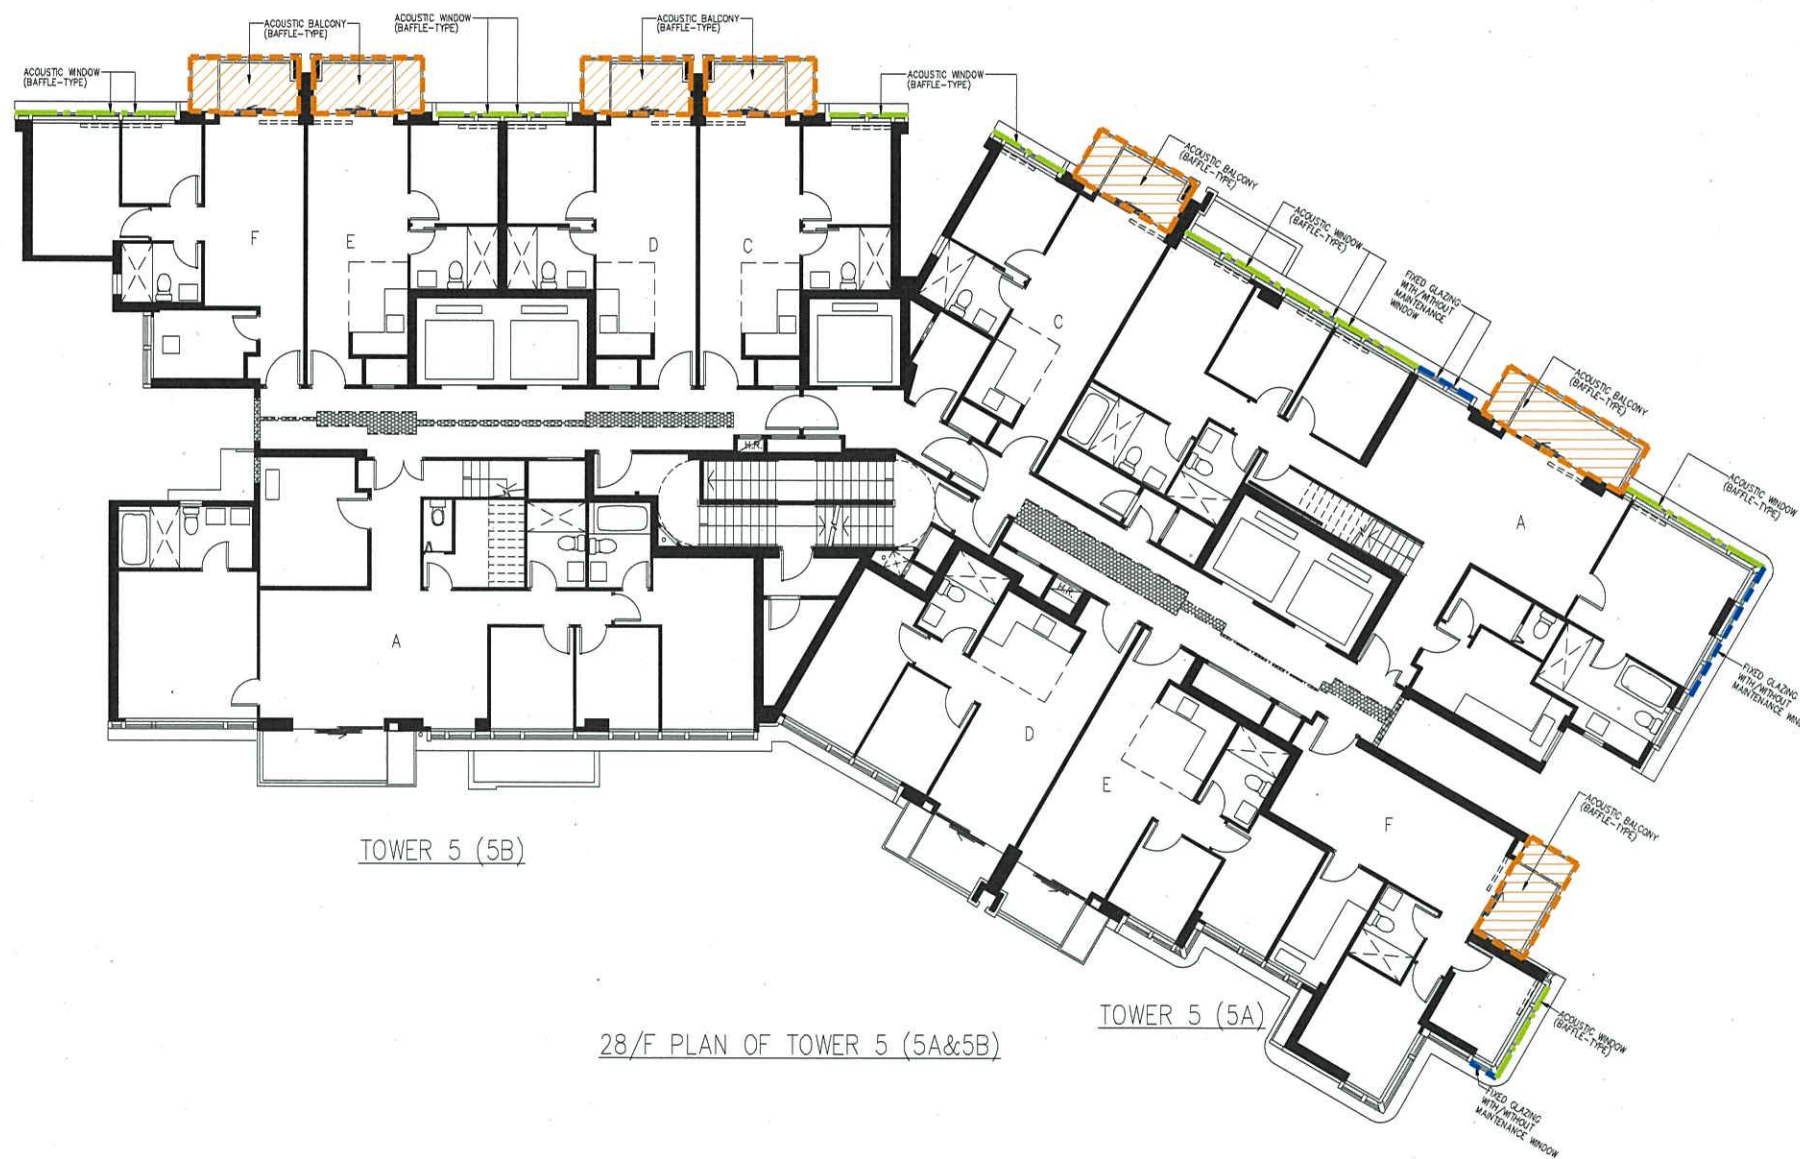 ACOUSTIC BALCONY
(BAFFLE-TYPE)
ACOUSTIC WINDOW
(BAFFLE-TYPE)
ACOUSTIC BALCONY
(BAFFLE-TYPE)
ACOUSTIC WINDOW
(BAFFLE-TYPE)
ACOUSTIC WINDOW
(BAFFLE-TYPE)
ACOUSTIC BALCONY
(BAFFLE-TYPE)
ACOUSTIC WINDOW
(BAFFLE-TYPE)
FIXED GLAZING
WITH/WITHOUT
MAINTENANCE
WINDOW
ACOUSTIC BALCONY
(BAFFLE-TYPE)
ACOUSTIC WINDOW
(BAFFLE-TYPE)
F
E
D
C
C
A
H.R.
H.R.
A
D
E
F
FIXED GLAZING
WITH/WITHOUT
MAINTENANCE WIND
ACOUSTIC BALCONY
(BAFFLE-TYPE)
TOWER 5 (5B)
TOWER 5 (5A)
28/F PLAN OF TOWER 5 (5A&5B)
ACOUSTIC WINDOW
(BAFFLE-TYPE)
FIXED GLAZING
WITH/WITHOUT
MAINTENANCE WINDOW